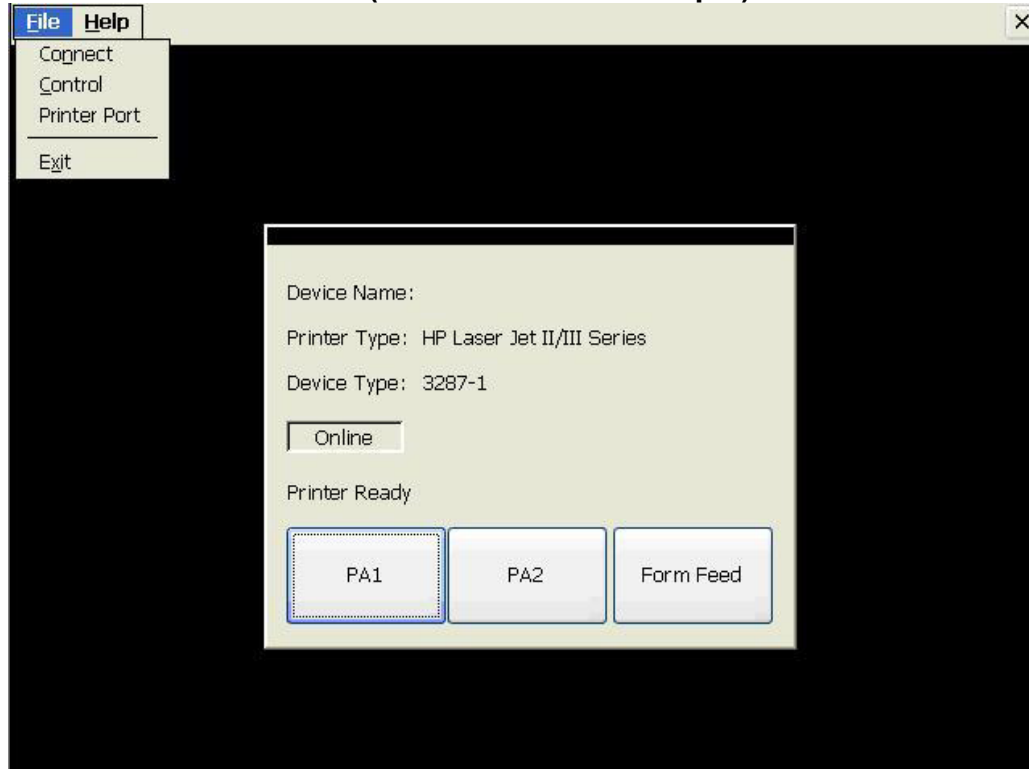 File Help
Connect
Control
Printer Port
Exit
Device Name:
Printer Type: HP Laser Jet II/III Series
Device Type: 3287-1
Online
Printer Ready
PA1 PA2 Form Feed